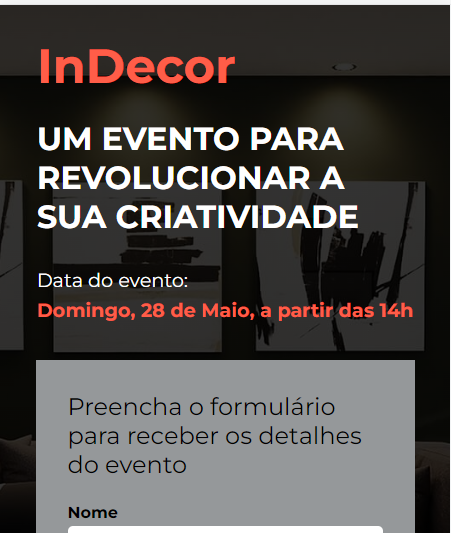 InDecor
UM EVENTO PARA
REVOLUCIONAR A
SUA CRIATIVIDADE
Data do evento:
Domingo, 28 de Maio, a partir das 14h
Preencha o formulário
para receber os detalhes
do evento
Nome